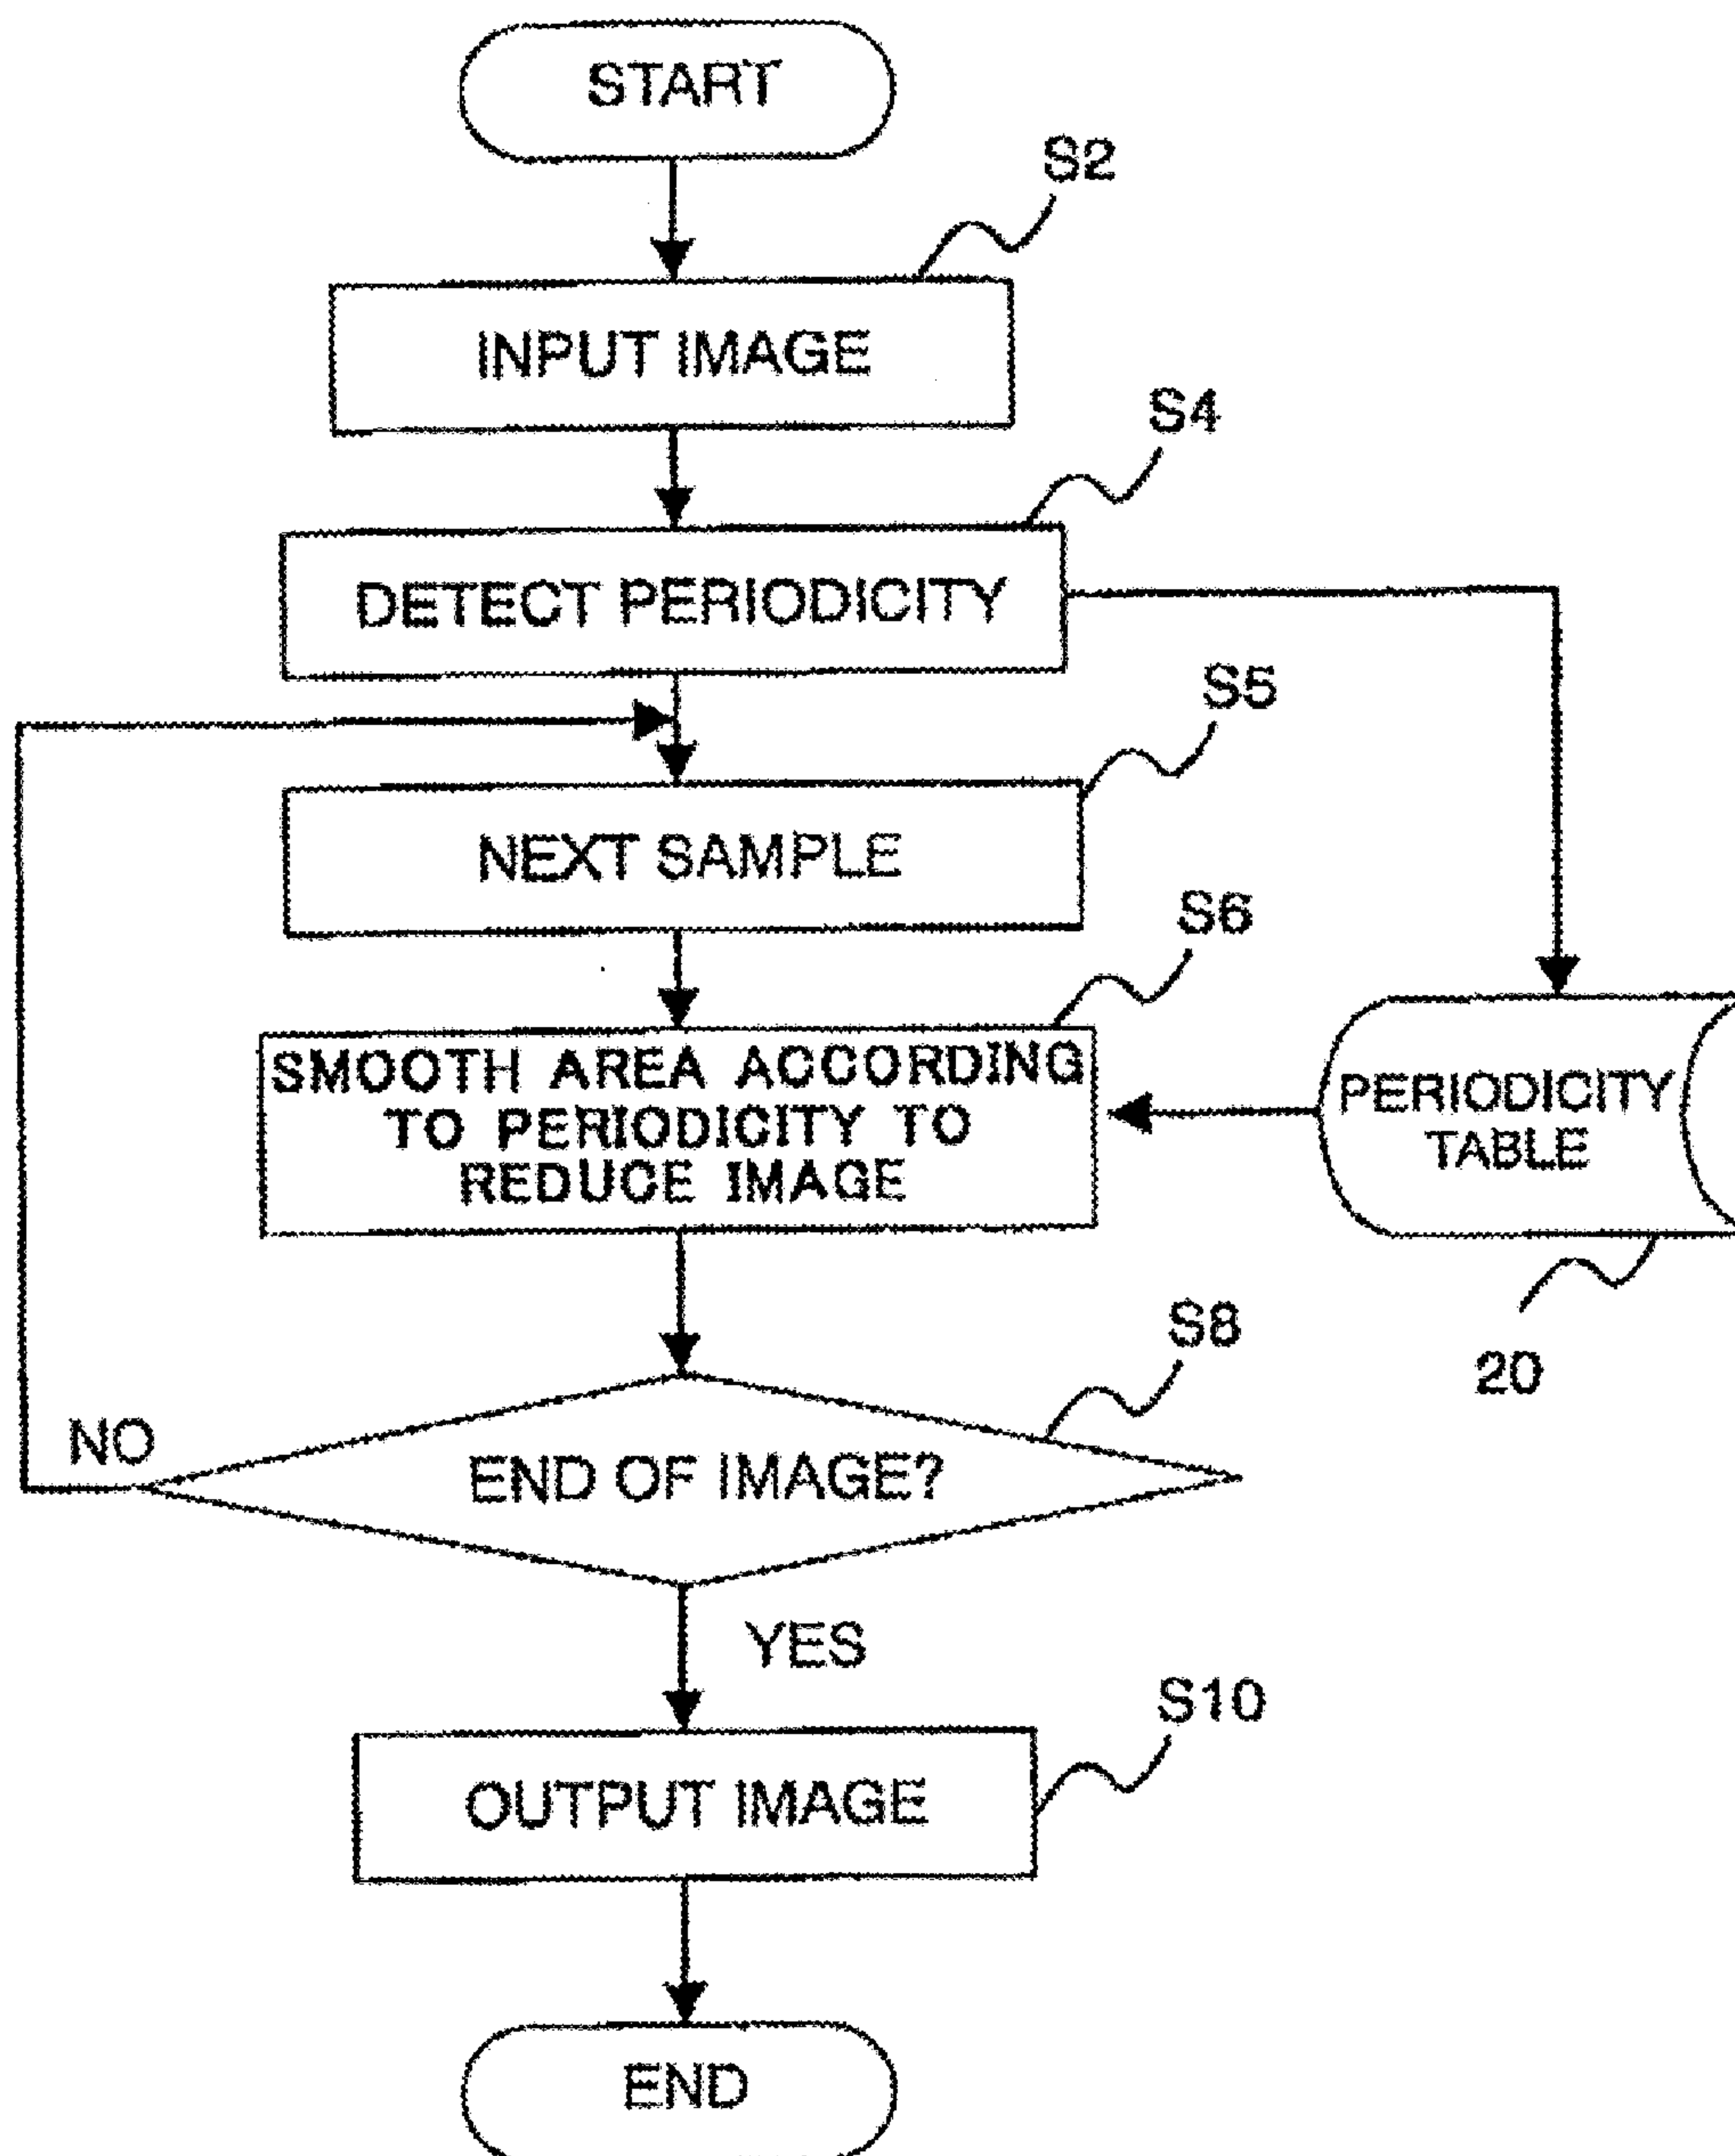 START
S2
INPUT IMAGE
S4
DETECT PERIODICITY
S5
NEXT SAMPLE
S6
SMOOTH AREA ACCORDING
TO PERIODICITY TO
REDUCE IMAGE
PERIODICITY
TABLE
20
S8
END OF IMAGE?
NO
YES
S10
OUTPUT IMAGE
END